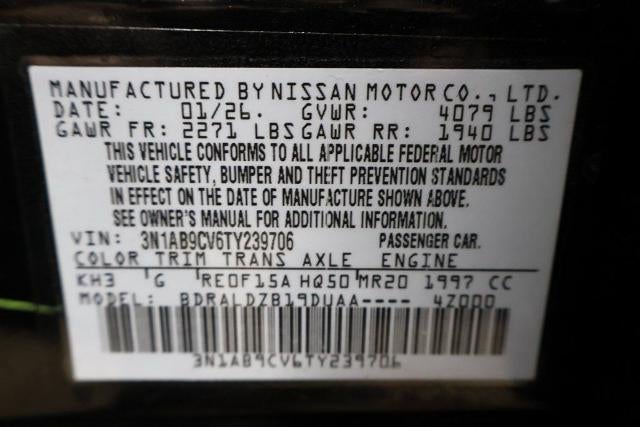 MANUFACTURED BY NISSAN MOTOR CO., LTD.
DATE: 01/26. GVWR: 4079 LBS
GAWR FR: 2271 LBS GAWR RR: 1940 LBS
THIS VEHICLE CONFORMS TO ALL APPLICABLE FEDERAL MOTOR
VEHICLE SAFETY, BUMPER AND THEFT PREVENTION STANDARDS
IN EFFECT ON THE DATE OF MANUFACTURE SHOWN ABOVE.
SEE OWNER'S MANUAL FOR ADDITIONAL INFORMATION.
VIN: 3N1AB9CV6TY239706 PASSENGER CAR.
COLOR TRIM TRANS AXLE ENGINE
KH3 G RE0F15A HQ50 MR20 1997 CC
MODEL: BDRALDZB19DUAA---- 4Z000
3N1AB9CV6TY239706